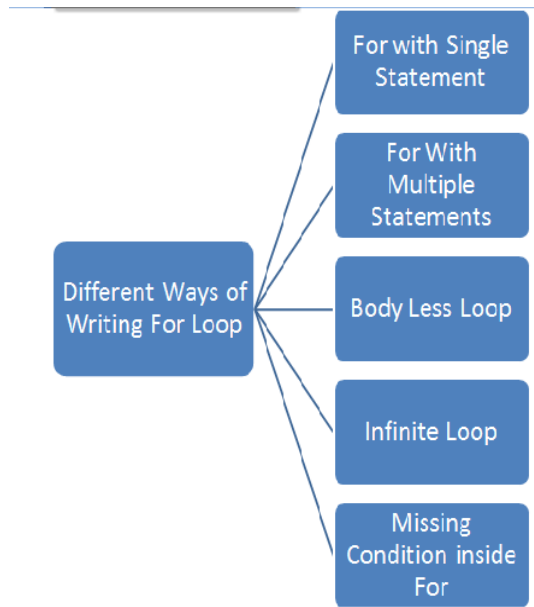 For with Single
Statement
For With
Multiple
Statements
Different Ways of
Writing For Loop
Body Less Loop
Infinite Loop
Missing
Condition inside
For